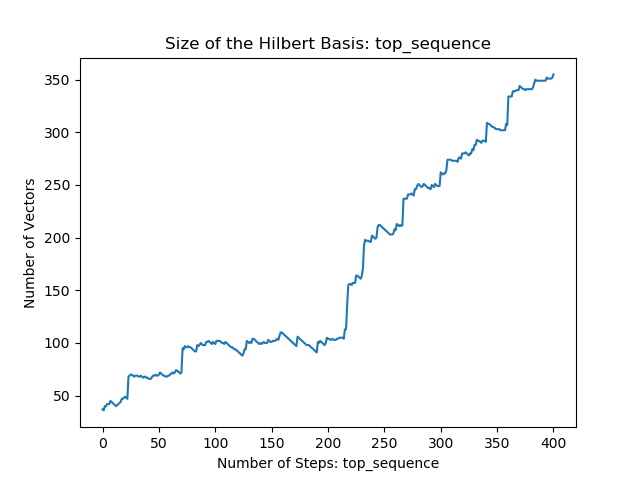 Size of the Hilbert Basis: top_sequence
Number of Vectors
350
300
250
200
150
100
50
0 50 100 150 200 250 300 350 400
Number of Steps: top_sequence